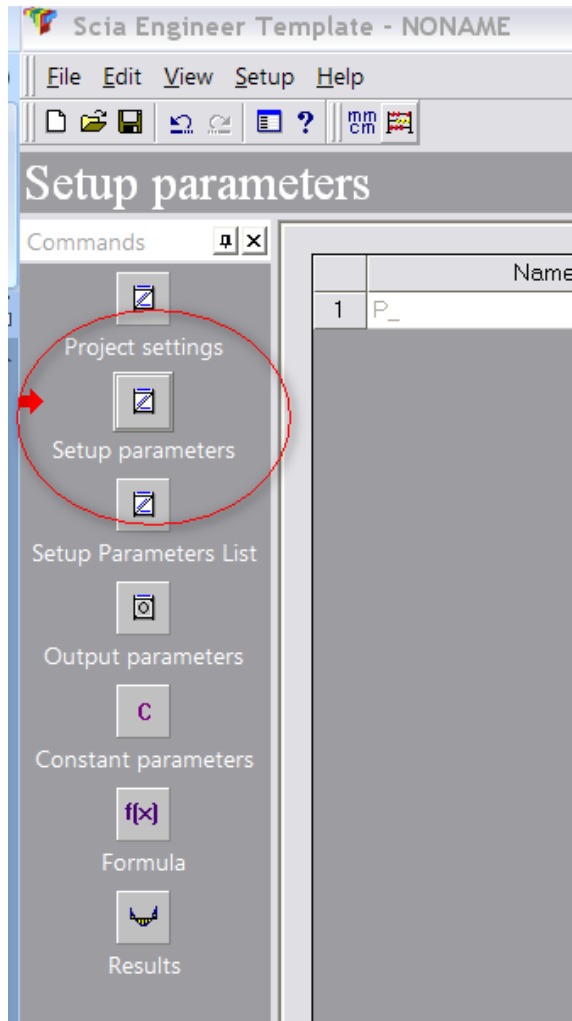 Scia Engineer Template - NONAME
File Edit View Setup Help
mm
cm
Setup parameters
Commands
Name
1 P_
Project settings
Setup parameters
Setup Parameters List
Output parameters
C
Constant parameters
f(x)
Formula
Results